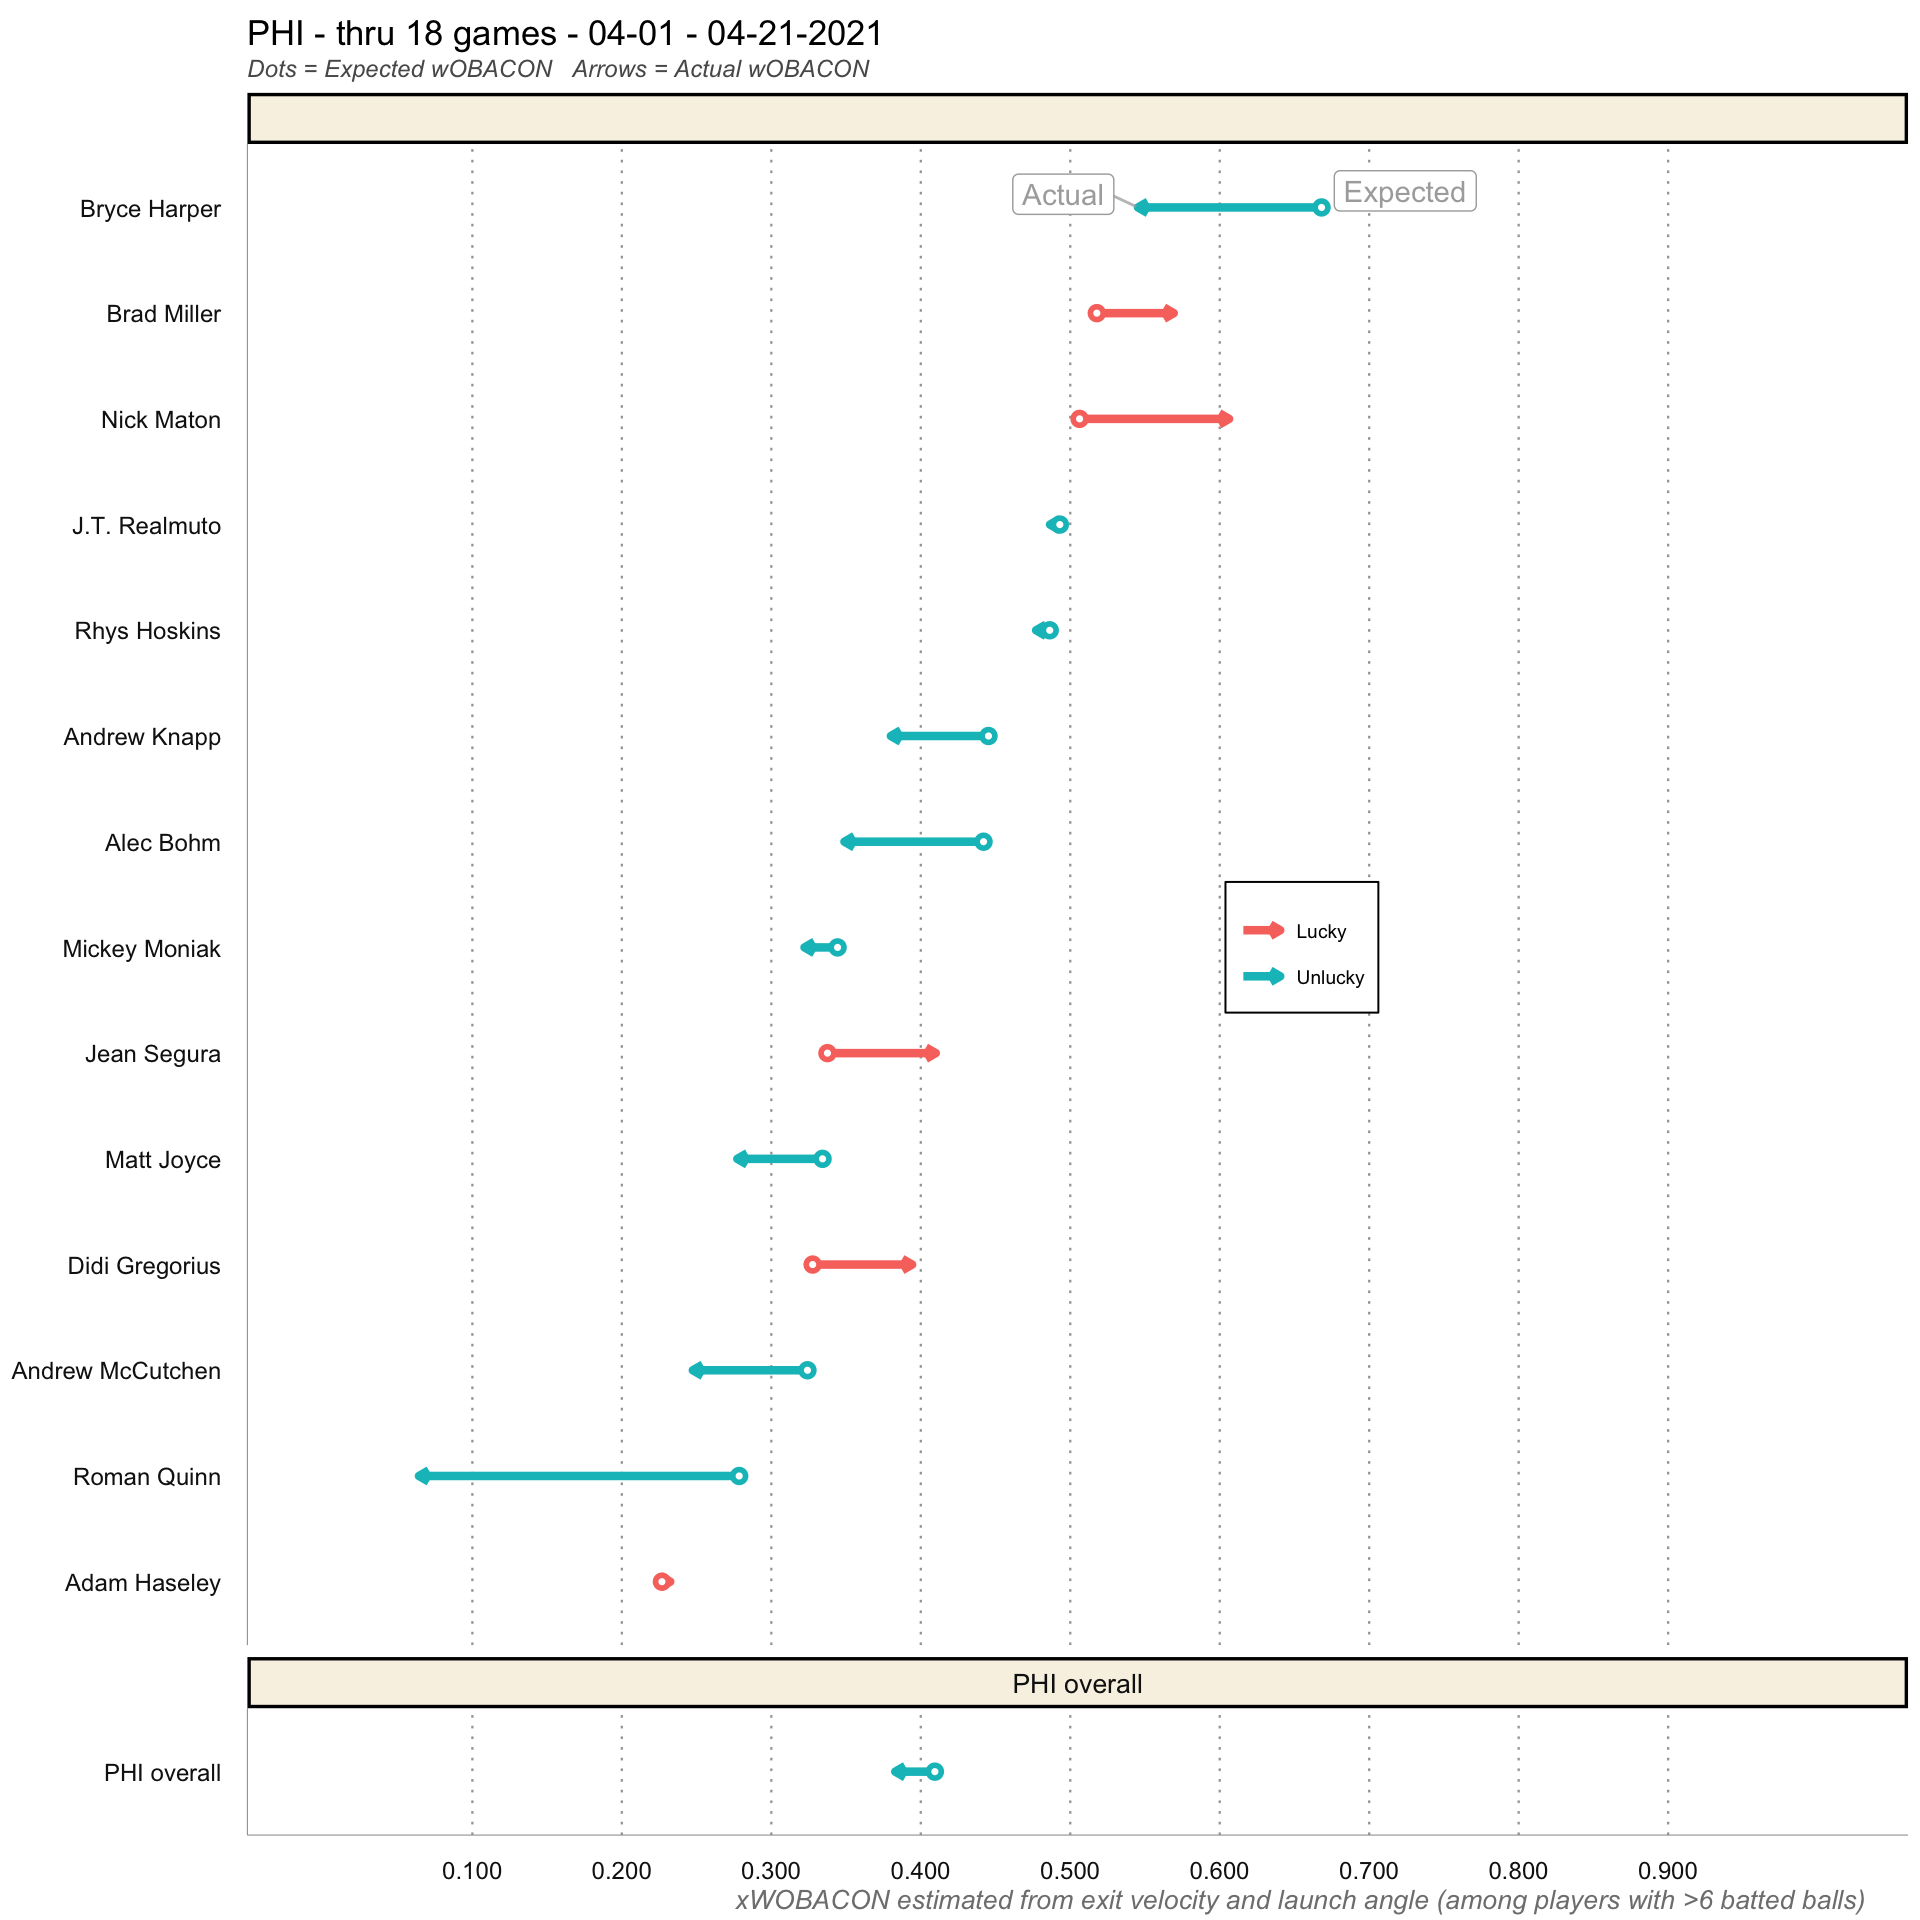 PHI - thru 18 games - 04-01 - 04-21-2021
Dots = Expected wOBACON   Arrows = Actual wOBACON
Bryce Harper
Actual
Expected
Brad Miller
Nick Maton
J.T. Realmuto
Rhys Hoskins
Andrew Knapp
Alec Bohm
Mickey Moniak
Lucky
Unlucky
Jean Segura
Matt Joyce
Didi Gregorius
Andrew McCutchen
Roman Quinn
Adam Haseley
PHI overall
PHI overall
0.100 0.200 0.300 0.400 0.500 0.600 0.700 0.800 0.900
xWOBACON estimated from exit velocity and launch angle (among players with >6 batted balls)